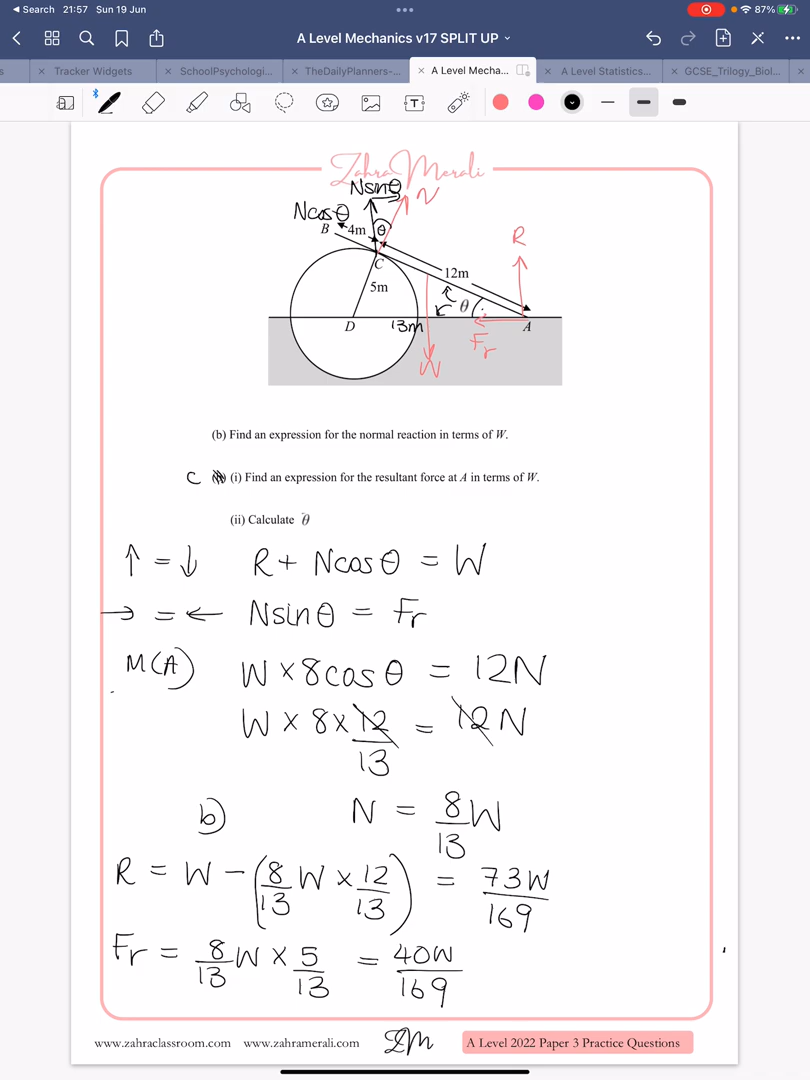 Search 21:57 Sun 19 Jun 87%
A Level Mechanics v17 SPLIT UP
s Tracker Widgets SchoolPsychologi... TheDailyPlanners-... A Level Mecha... A Level Statistics... GCSE_Trilogy_Biol...
Zahra Merali
Nsinθ
N
Ncosθ
B 4m θ
R
C
12m
5m
θ
D 13m A
Fr
W
(b) Find an expression for the normal reaction in terms of W.
C (i) Find an expression for the resultant force at A in terms of W.
(ii) Calculate θ
↑ = ↓ R + Ncosθ = W
→ = ← Nsinθ = Fr
M(A) W × 8cosθ = 12N
W × 8 × 12/13 = 12N
b) N = 8/13 W
R = W − (8/13 W × 12/13) = 73W/169
Fr = 8/13 W × 5/13 = 40W/169
www.zahraclassroom.com www.zahramerali.com ZM A Level 2022 Paper 3 Practice Questions